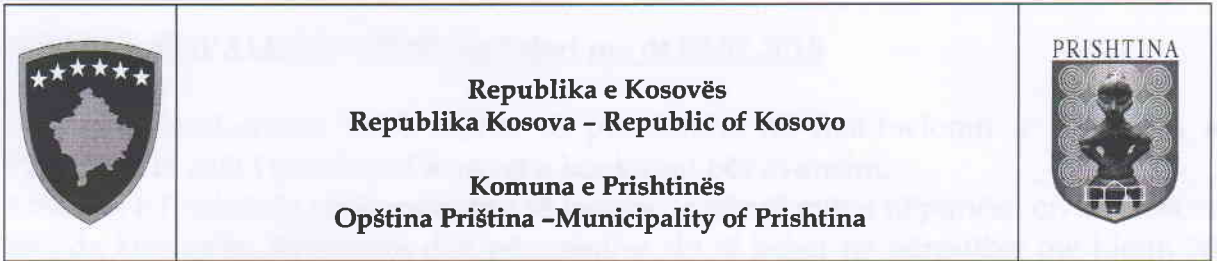 Republika e Kosovës
Republika Kosova – Republic of Kosovo
Komuna e Prishtinës
Opština Priština –Municipality of Prishtina
PRISHTINA